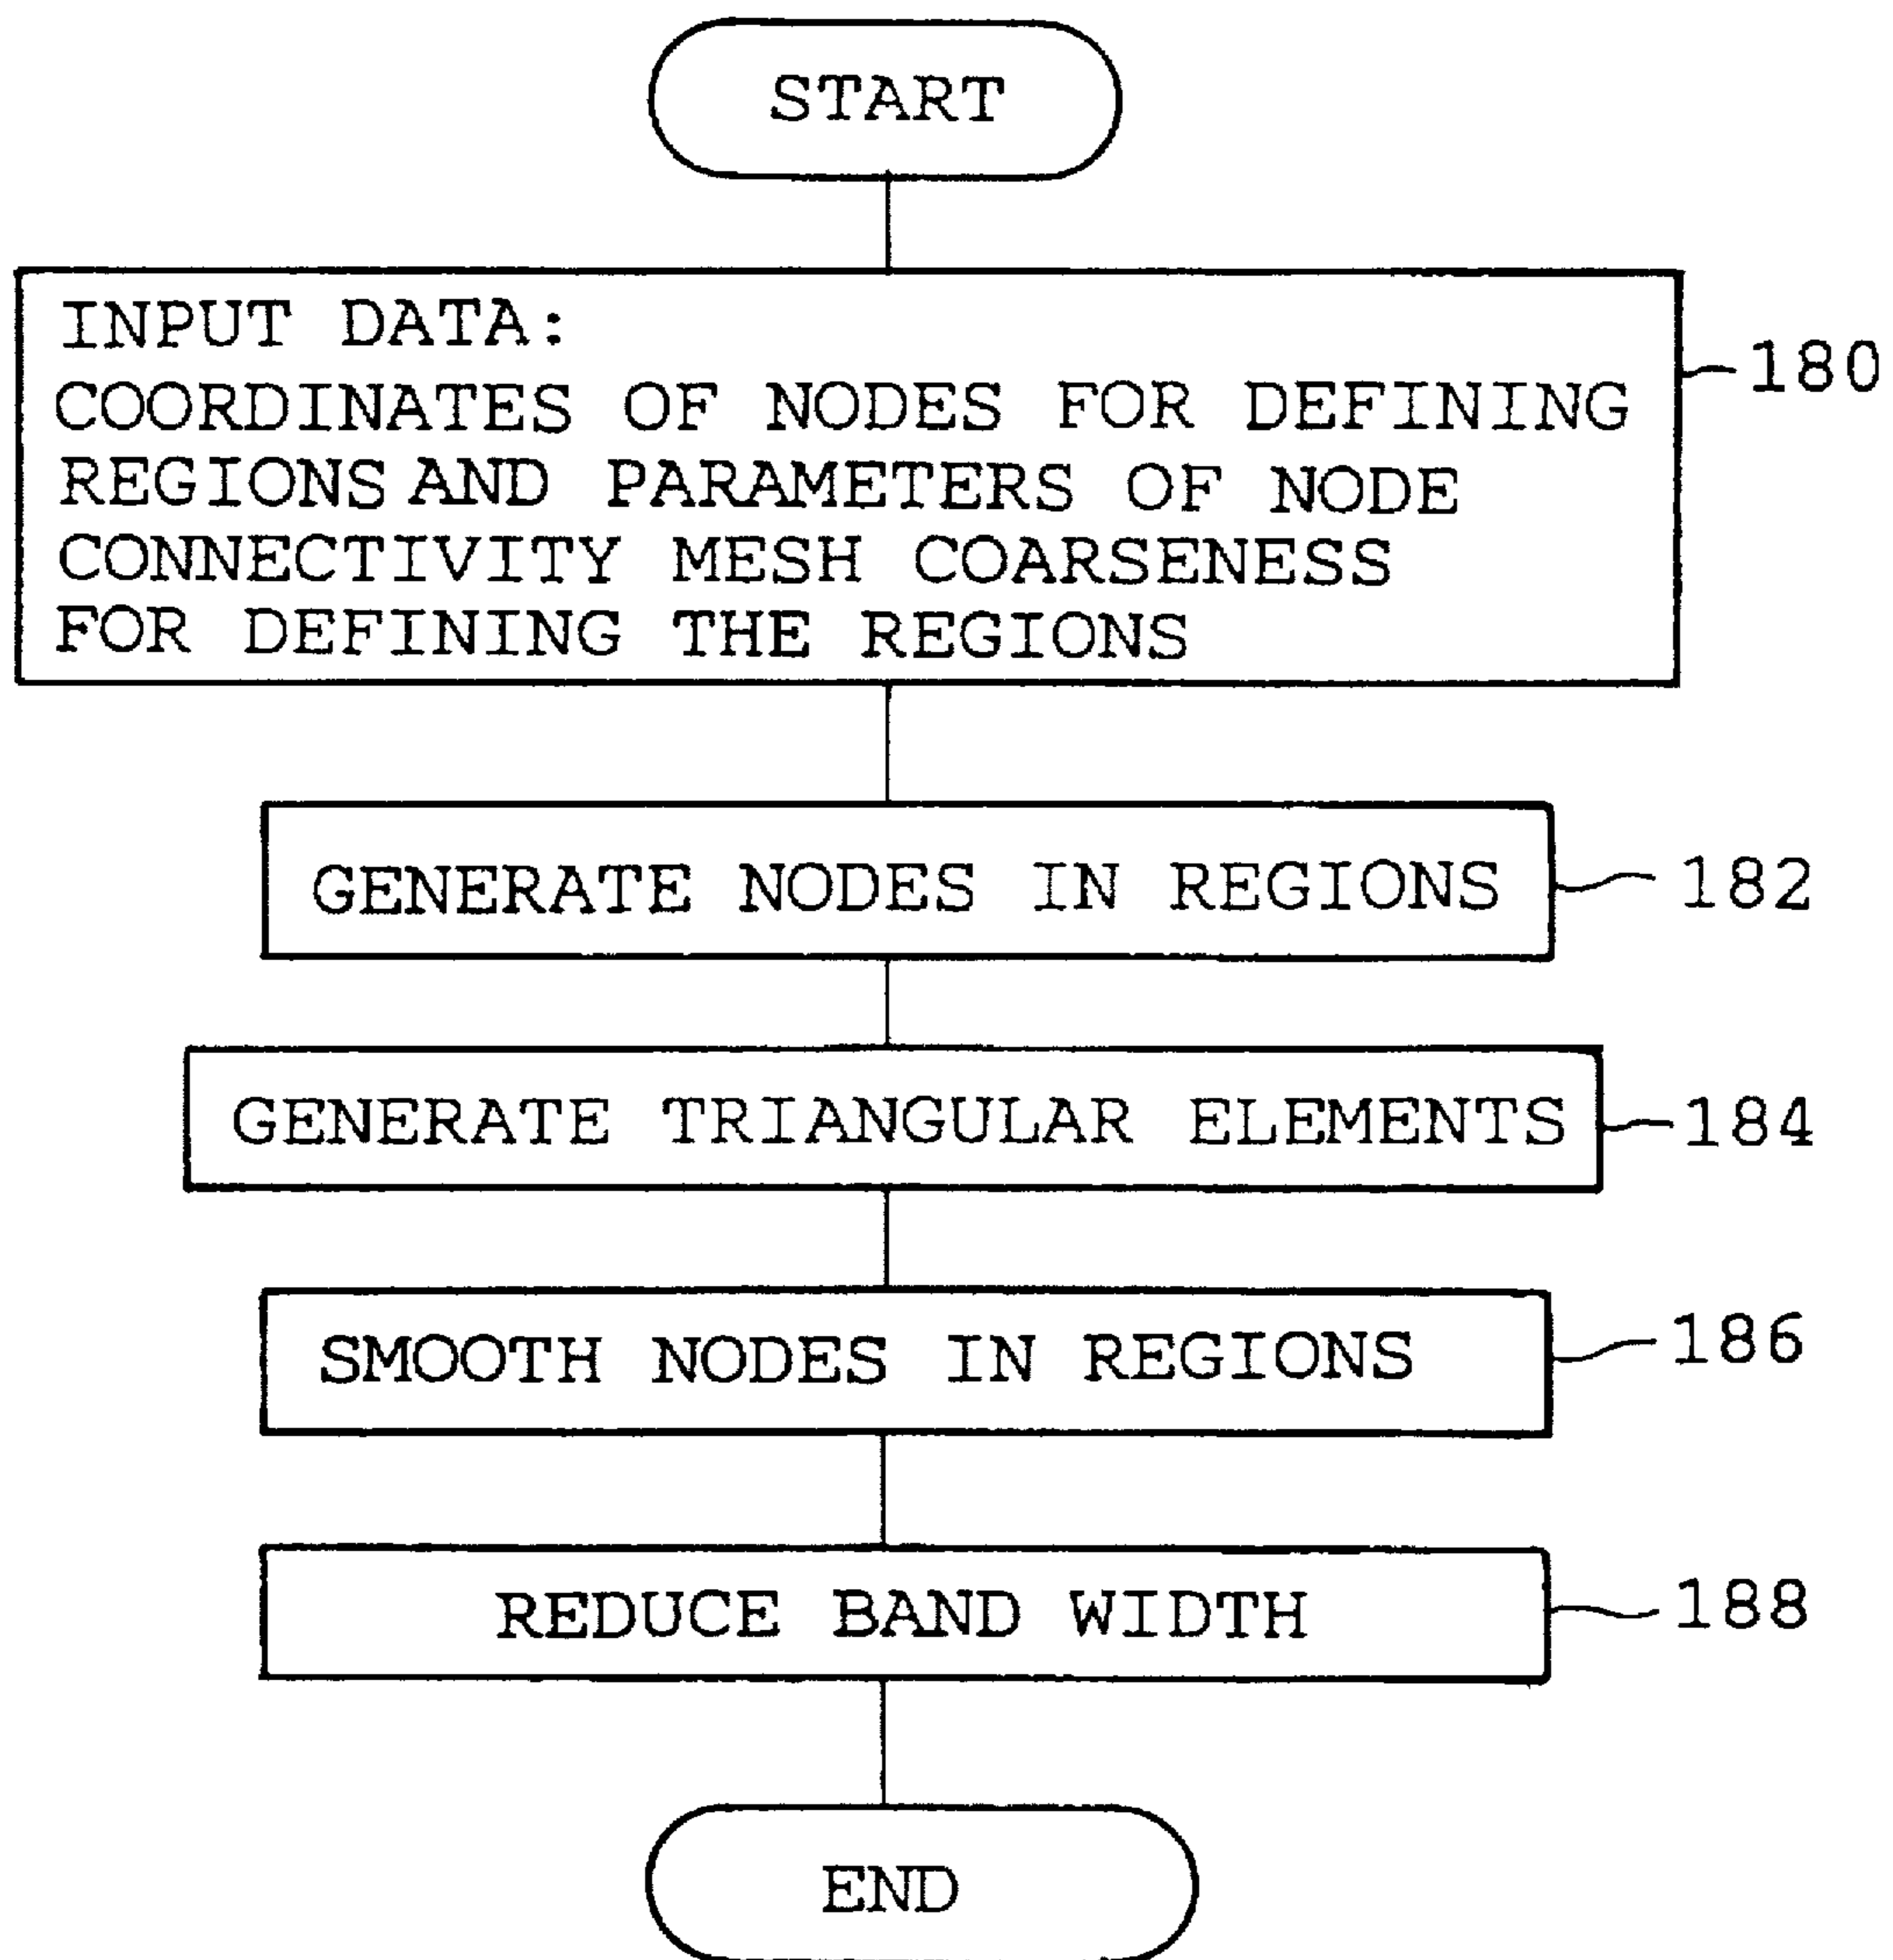 START
INPUT DATA:
COORDINATES OF NODES FOR DEFINING
REGIONS AND PARAMETERS OF NODE
CONNECTIVITY MESH COARSENESS
FOR DEFINING THE REGIONS
180
GENERATE NODES IN REGIONS
182
GENERATE TRIANGULAR ELEMENTS
184
SMOOTH NODES IN REGIONS
186
REDUCE BAND WIDTH
188
END